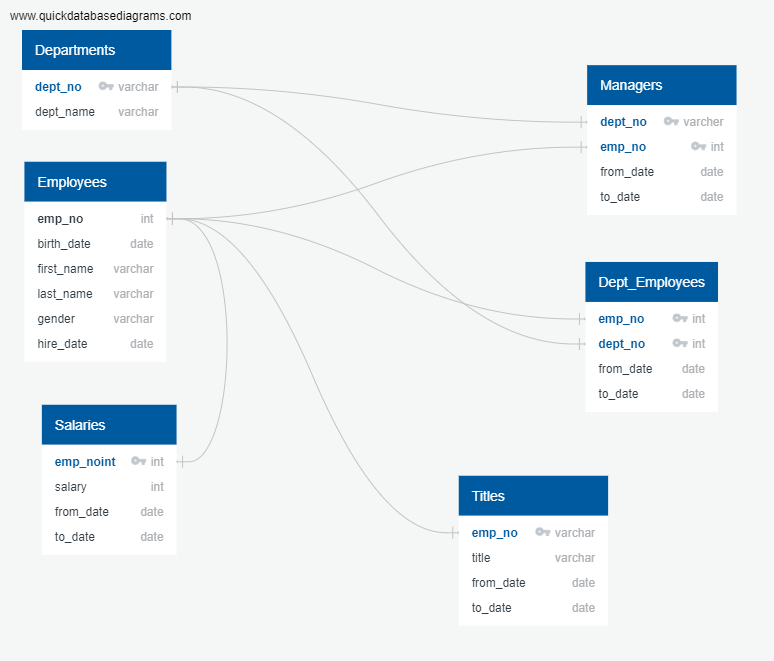 www.quickdatabasediagrams.com
Departments
dept_no varchar
dept_name varchar
Employees
emp_no int
birth_date date
first_name varchar
last_name varchar
gender varchar
hire_date date
Salaries
emp_noint int
salary int
from_date date
to_date date
Managers
dept_no varcher
emp_no int
from_date date
to_date date
Dept_Employees
emp_no int
dept_no int
from_date date
to_date date
Titles
emp_no varchar
title varchar
from_date date
to_date date